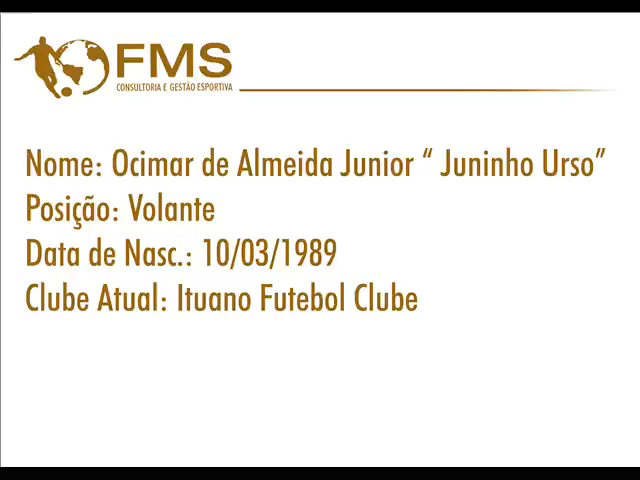 FMS
CONSULTORIA E GESTÃO ESPORTIVA
Nome: Ocimar de Almeida Junior “ Juninho Urso”
Posição: Volante
Data de Nasc.: 10/03/1989
Clube Atual: Ituano Futebol Clube